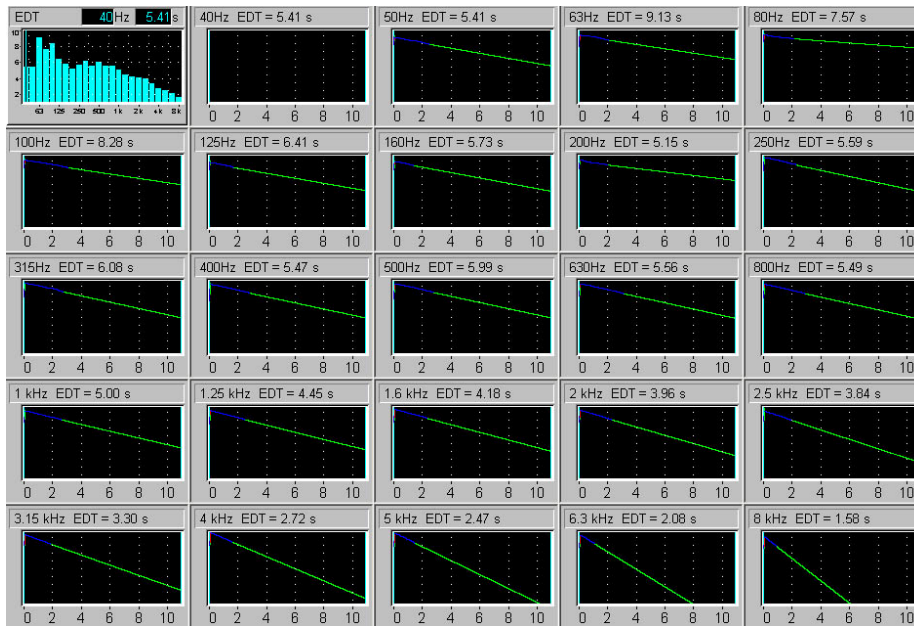 EDT 40 Hz 5.41 s
40Hz EDT = 5.41 s
50Hz EDT = 5.41 s
63Hz EDT = 9.13 s
80Hz EDT = 7.57 s
10
8
6
4
2
63 125 250 500 1k 2k 4k 8k
0 2 4 6 8 10
0 2 4 6 8 10
0 2 4 6 8 10
0 2 4 6 8 10
100Hz EDT = 8.28 s
125Hz EDT = 6.41 s
160Hz EDT = 5.73 s
200Hz EDT = 5.15 s
250Hz EDT = 5.59 s
0 2 4 6 8 10
0 2 4 6 8 10
0 2 4 6 8 10
0 2 4 6 8 10
0 2 4 6 8 10
315Hz EDT = 6.08 s
400Hz EDT = 5.47 s
500Hz EDT = 5.99 s
630Hz EDT = 5.56 s
800Hz EDT = 5.49 s
0 2 4 6 8 10
0 2 4 6 8 10
0 2 4 6 8 10
0 2 4 6 8 10
0 2 4 6 8 10
1 kHz EDT = 5.00 s
1.25 kHz EDT = 4.45 s
1.6 kHz EDT = 4.18 s
2 kHz EDT = 3.96 s
2.5 kHz EDT = 3.84 s
0 2 4 6 8 10
0 2 4 6 8 10
0 2 4 6 8 10
0 2 4 6 8 10
0 2 4 6 8 10
3.15 kHz EDT = 3.30 s
4 kHz EDT = 2.72 s
5 kHz EDT = 2.47 s
6.3 kHz EDT = 2.08 s
8 kHz EDT = 1.58 s
0 2 4 6 8 10
0 2 4 6 8 10
0 2 4 6 8 10
0 2 4 6 8 10
0 2 4 6 8 10